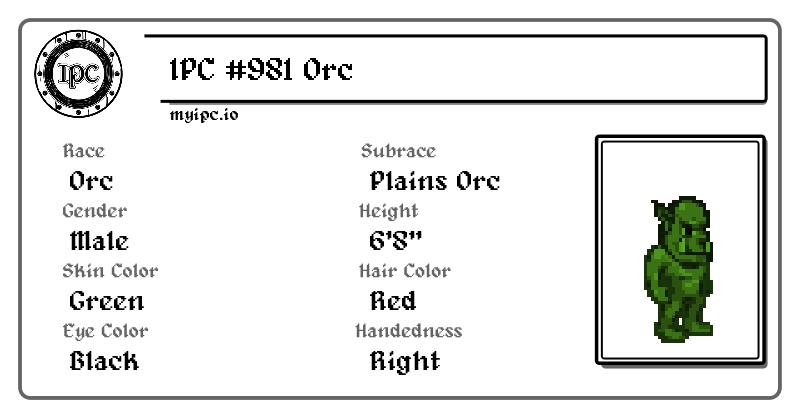 IPC
IPC #981 Orc
myipc.io
Race
Orc
Subrace
Plains Orc
Gender
Male
Height
6'8"
Skin Color
Green
Hair Color
Red
Eye Color
Black
Handedness
Right